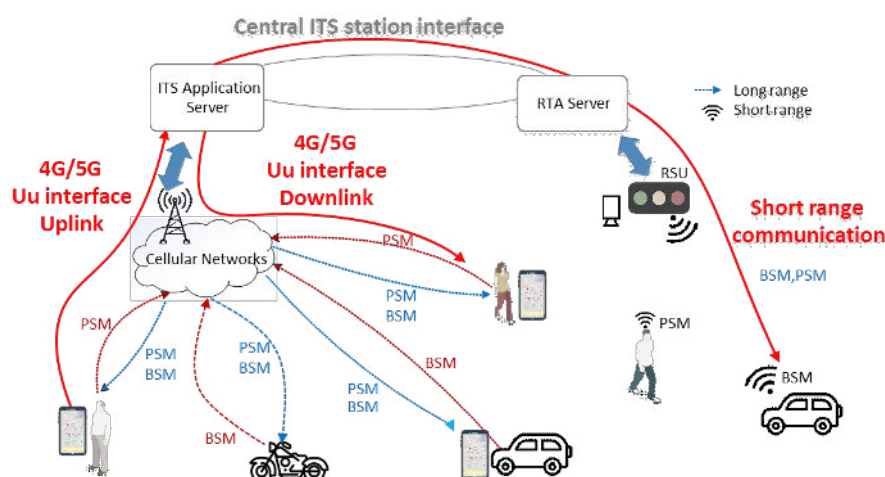 Central ITS station interface
ITS Application
Server
RTA Server
Long range
Short range
4G/5G
Uu interface
Uplink
4G/5G
Uu interface
Downlink
RSU
Short range
communication
BSM,PSM
Cellular Networks
PSM
PSM
BSM
PSM
PSM
BSM
PSM
BSM
PSM
BSM
BSM
BSM
PSM
BSM